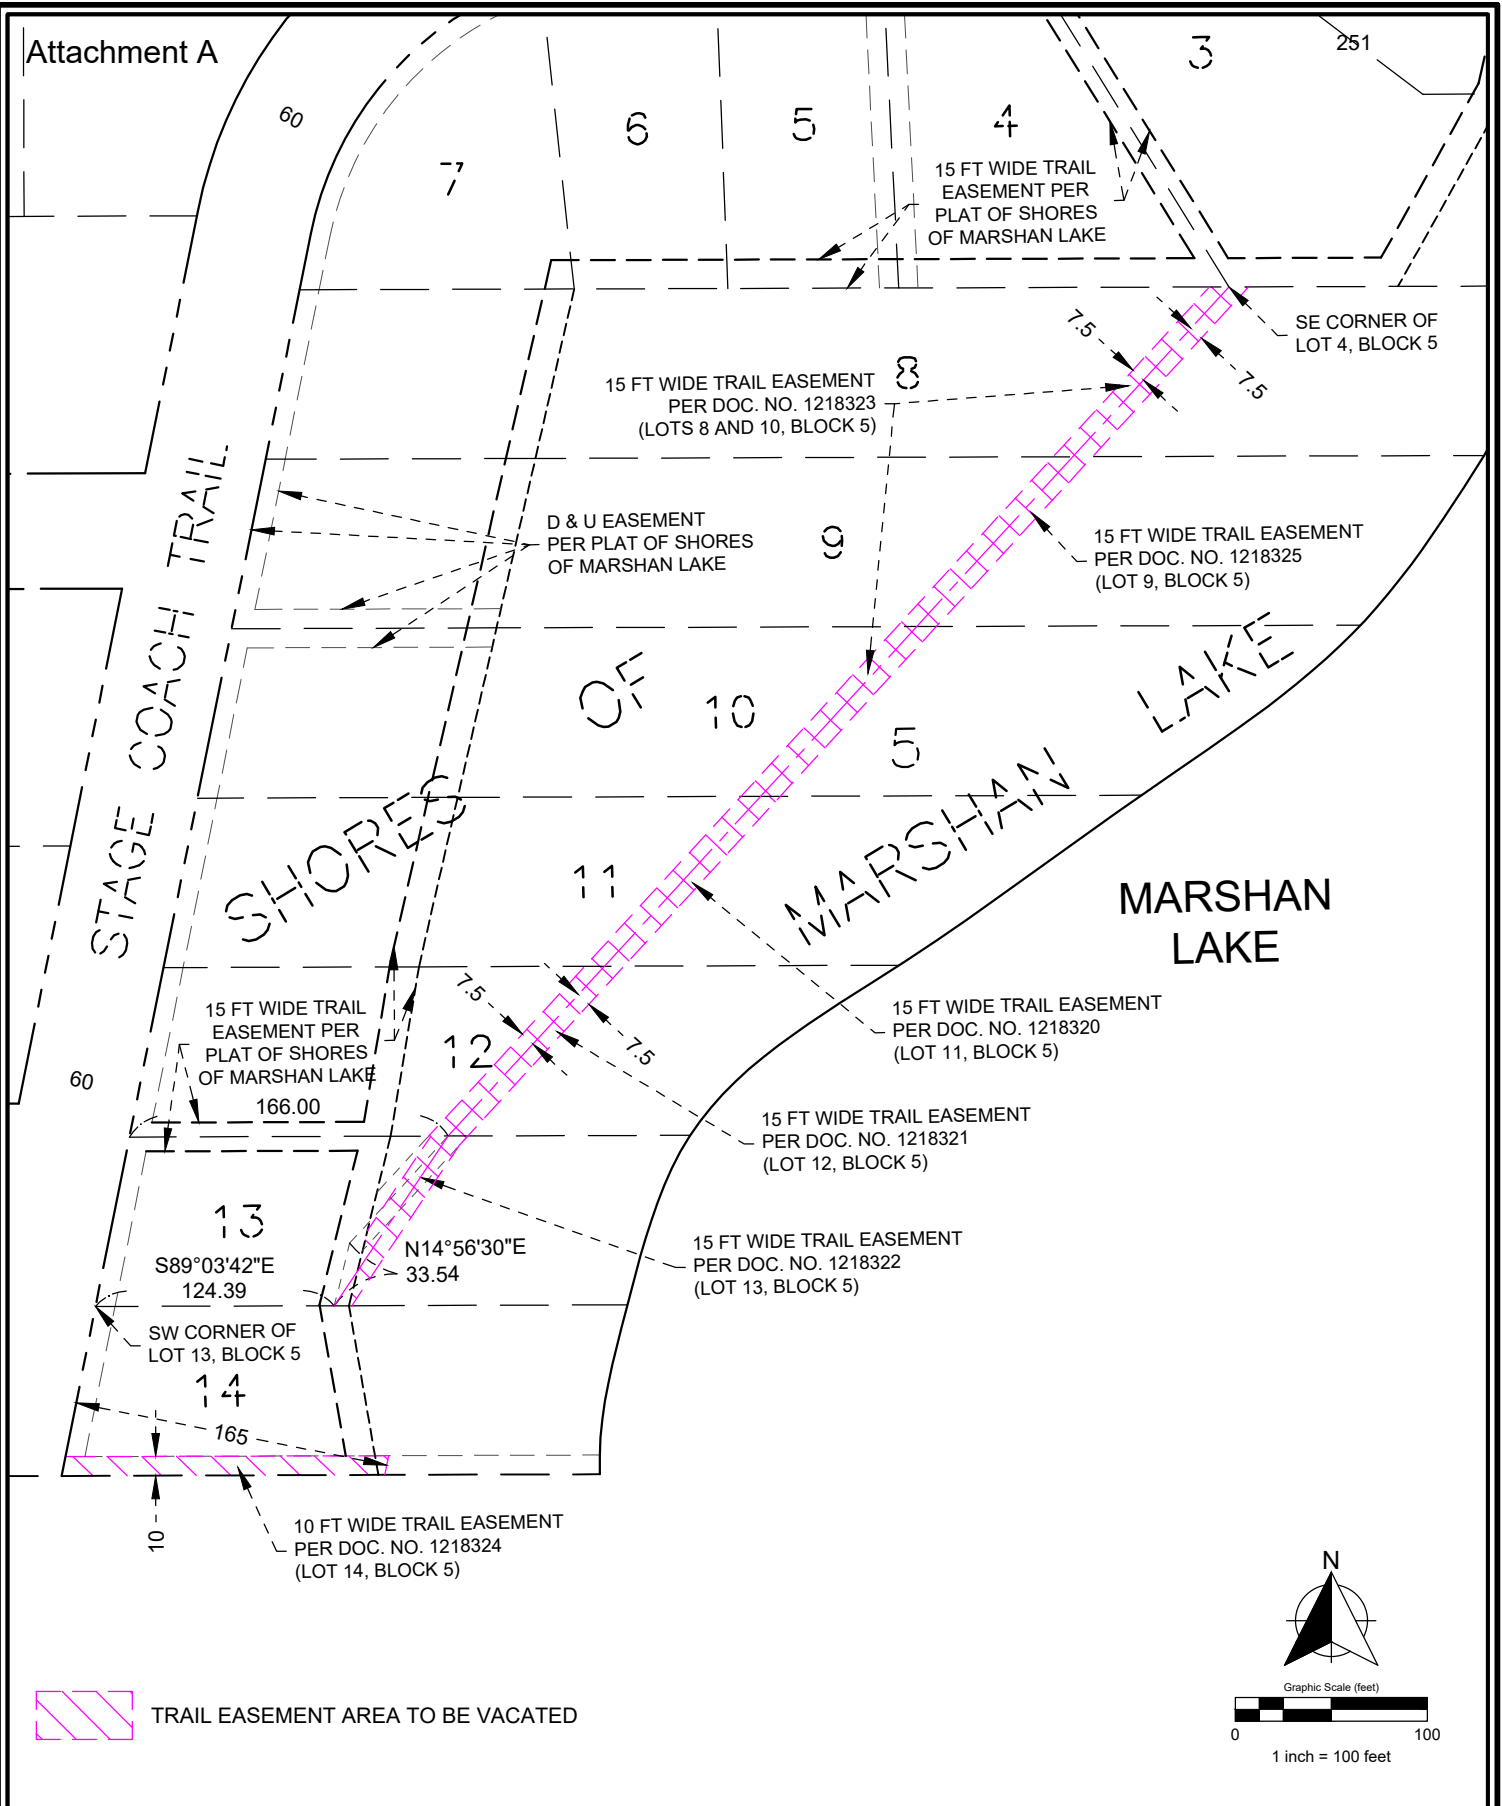 Attachment A
60
3
251
6
5
4
7
15 FT WIDE TRAIL
EASEMENT PER
PLAT OF SHORES
OF MARSHAN LAKE
SE CORNER OF
LOT 4, BLOCK 5
7.5
7.5
8
15 FT WIDE TRAIL EASEMENT
PER DOC. NO. 1218323
(LOTS 8 AND 10, BLOCK 5)
D & U EASEMENT
PER PLAT OF SHORES
OF MARSHAN LAKE
9
15 FT WIDE TRAIL EASEMENT
PER DOC. NO. 1218325
(LOT 9, BLOCK 5)
STAGE COACH TRAIL
SHORES OF MARSHAN LAKE
10
5
11
MARSHAN
LAKE
15 FT WIDE TRAIL
EASEMENT PER
PLAT OF SHORES
OF MARSHAN LAKE
60
166.00
7.5
7.5
12
15 FT WIDE TRAIL EASEMENT
PER DOC. NO. 1218320
(LOT 11, BLOCK 5)
15 FT WIDE TRAIL EASEMENT
PER DOC. NO. 1218321
(LOT 12, BLOCK 5)
13
S89°03'42"E
124.39
N14°56'30"E
33.54
15 FT WIDE TRAIL EASEMENT
PER DOC. NO. 1218322
(LOT 13, BLOCK 5)
SW CORNER OF
LOT 13, BLOCK 5
14
165
10
10 FT WIDE TRAIL EASEMENT
PER DOC. NO. 1218324
(LOT 14, BLOCK 5)
N
Graphic Scale (feet)
0 100
1 inch = 100 feet
TRAIL EASEMENT AREA TO BE VACATED